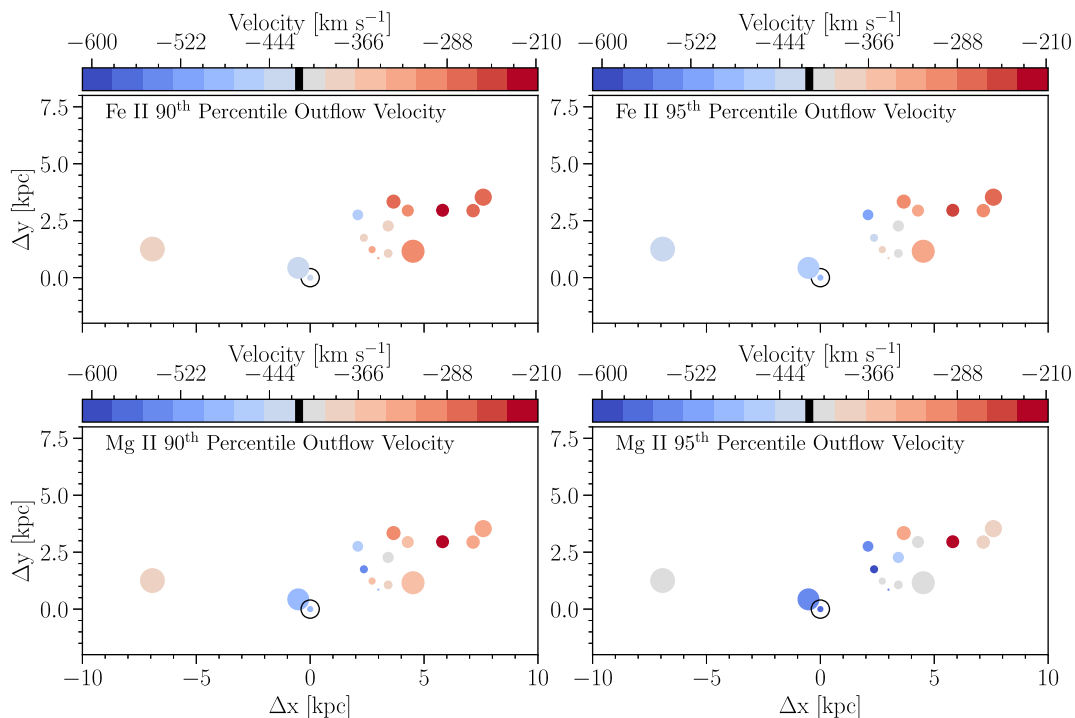 Velocity [km s⁻¹] Velocity [km s⁻¹]
−600 −522 −444 −366 −288 −210 −600 −522 −444 −366 −288 −210
Fe II 90ᵗʰ Percentile Outflow Velocity Fe II 95ᵗʰ Percentile Outflow Velocity
7.5
5.0
2.5
0.0
Δy [kpc]
Velocity [km s⁻¹] Velocity [km s⁻¹]
−600 −522 −444 −366 −288 −210 −600 −522 −444 −366 −288 −210
Mg II 90ᵗʰ Percentile Outflow Velocity Mg II 95ᵗʰ Percentile Outflow Velocity
7.5
5.0
2.5
0.0
Δy [kpc]
−10 −5 0 5 10 −5 0 5 10
Δx [kpc] Δx [kpc]